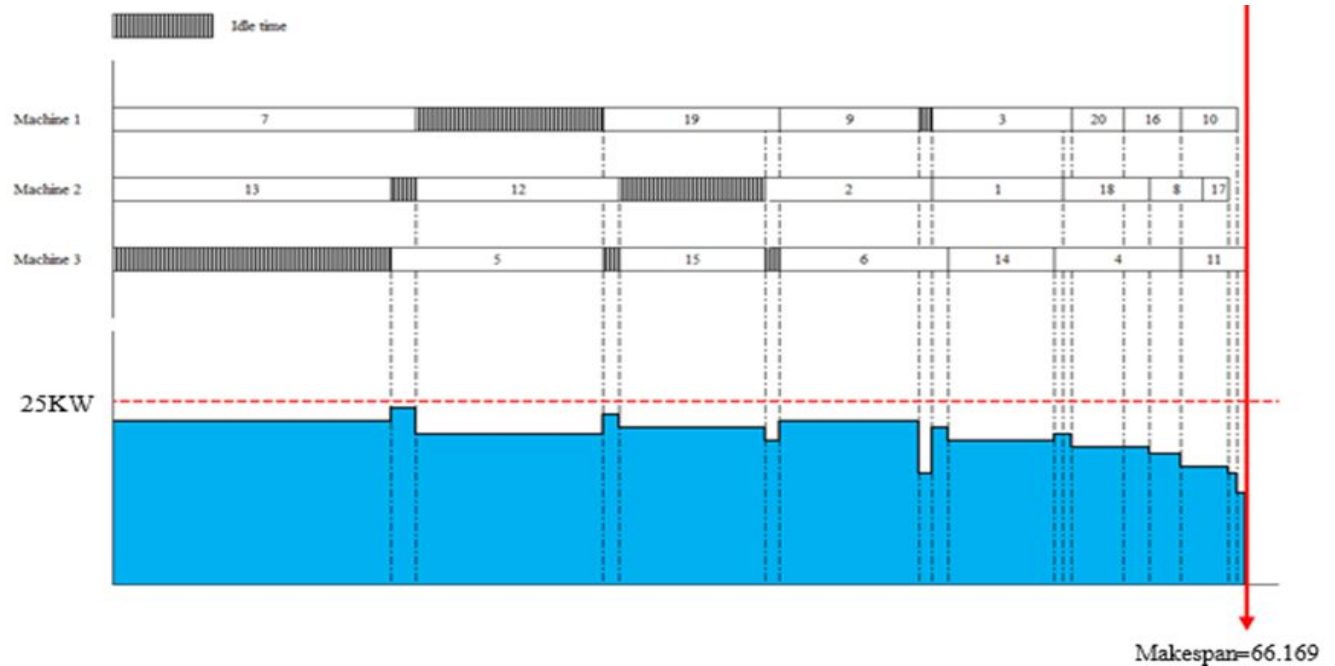 Idle time
Machine 1 7 19 9 3 20 16 10
Machine 2 13 12 2 1 18 8 17
Machine 3 5 15 6 14 4 11
25KW
Makespan=66.169